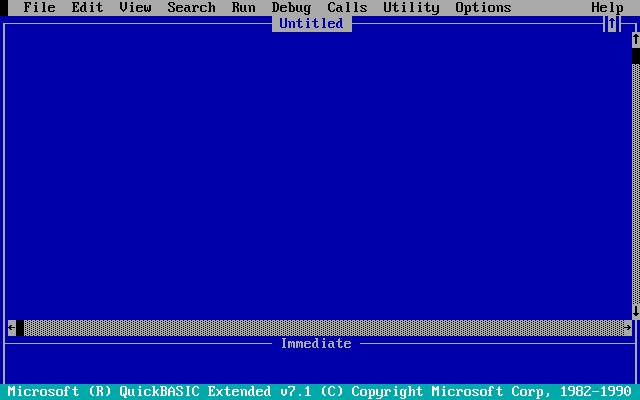 File Edit View Search Run Debug Calls Utility Options Help
Untitled
Immediate
Microsoft (R) QuickBASIC Extended v7.1 (C) Copyright Microsoft Corp, 1982-1990